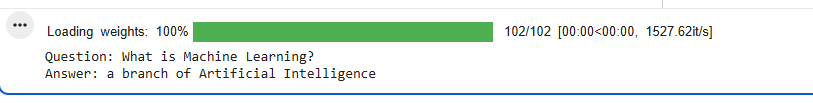 Loading weights: 100% 102/102 [00:00<00:00, 1527.62it/s]
Question: What is Machine Learning?
Answer: a branch of Artificial Intelligence